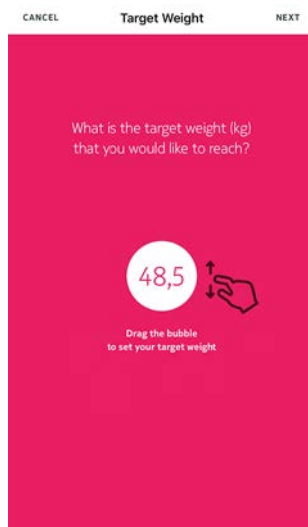 CANCEL Target Weight NEXT
What is the target weight (kg)
that you would like to reach?
48,5
Drag the bubble
to set your target weight